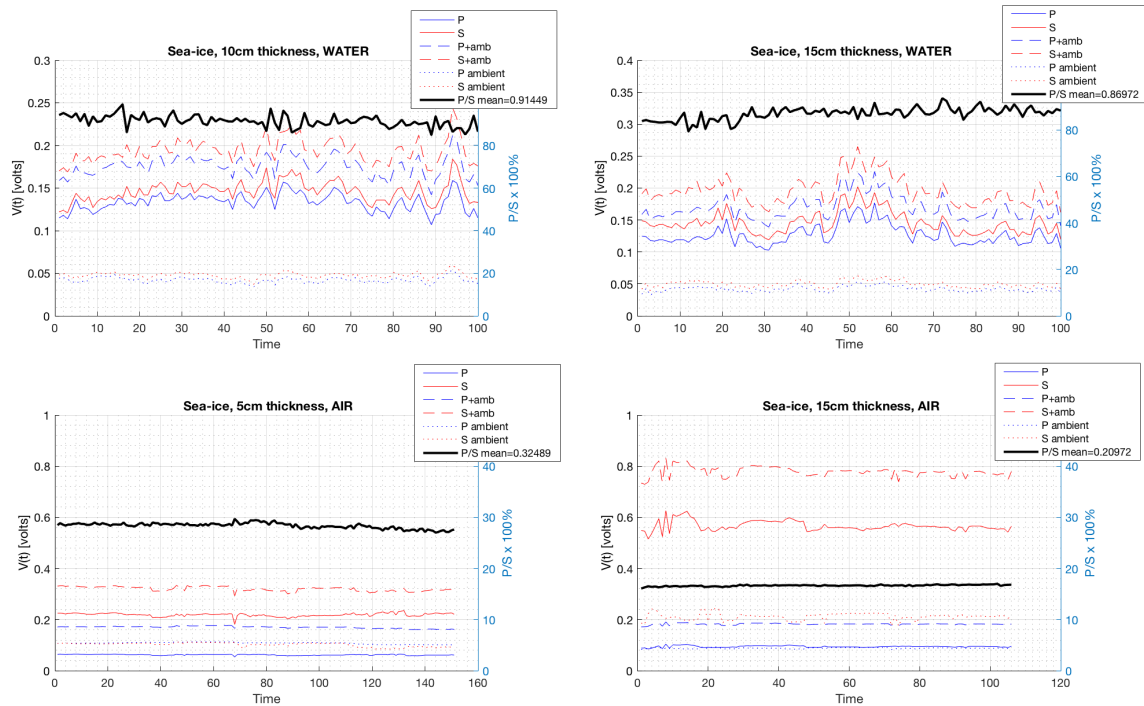 Sea-ice, 10cm thickness, WATER
P
S
P+amb
S+amb
P ambient
S ambient
P/S mean=0.91449
V(t) [volts]
0.3
0.25
0.2
0.15
0.1
0.05
0
0 10 20 30 40 50 60 70 80 90 100
Time
80
60
40
20
0
P/S x 100%
Sea-ice, 15cm thickness, WATER
P
S
P+amb
S+amb
P ambient
S ambient
P/S mean=0.86972
V(t) [volts]
0.4
0.35
0.3
0.25
0.2
0.15
0.1
0.05
0
0 10 20 30 40 50 60 70 80 90 100
Time
80
60
40
20
0
P/S x 100%
Sea-ice, 5cm thickness, AIR
P
S
P+amb
S+amb
P ambient
S ambient
P/S mean=0.32489
V(t) [volts]
1
0.8
0.6
0.4
0.2
0
0 20 40 60 80 100 120 140 160
Time
40
30
20
10
0
P/S x 100%
Sea-ice, 15cm thickness, AIR
P
S
P+amb
S+amb
P ambient
S ambient
P/S mean=0.20972
V(t) [volts]
1
0.8
0.6
0.4
0.2
0
0 20 40 60 80 100 120
Time
40
30
20
10
0
P/S x 100%